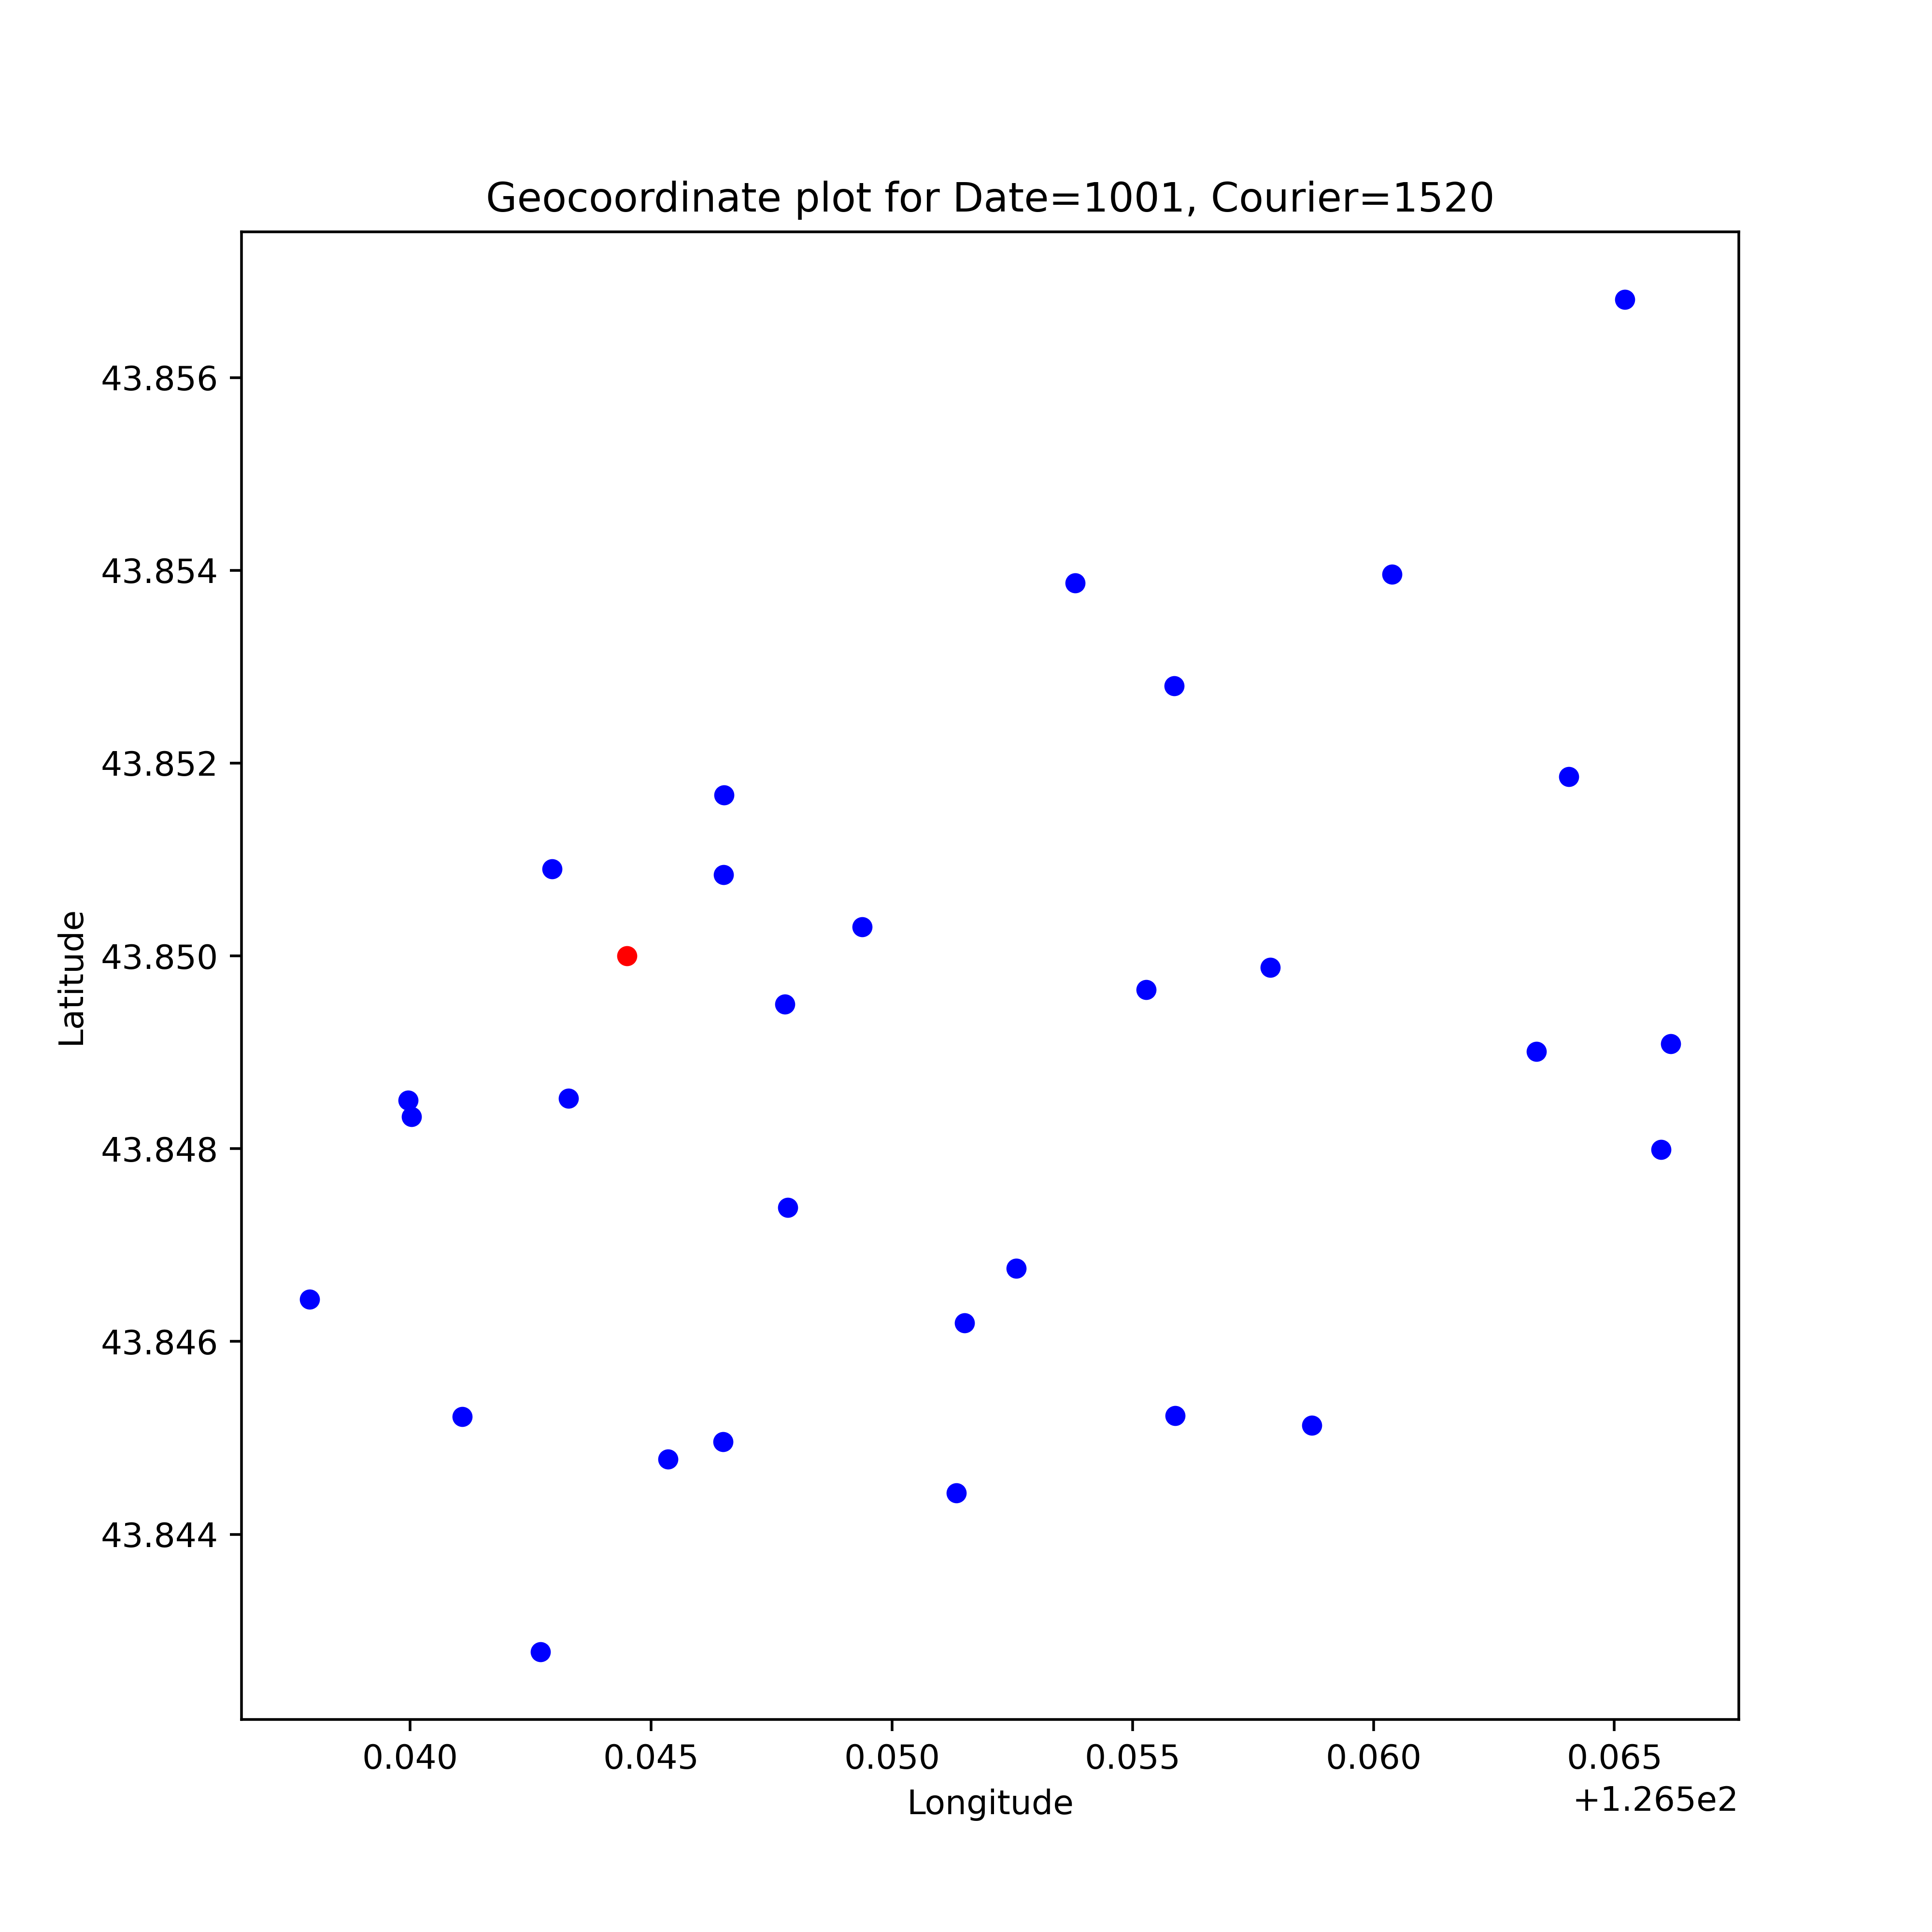 Geocoordinate plot for Date=1001, Courier=1520
43.856
43.854
43.852
43.850
43.848
43.846
43.844
Latitude
0.040 0.045 0.050 0.055 0.060 0.065
+1.265e2
Longitude